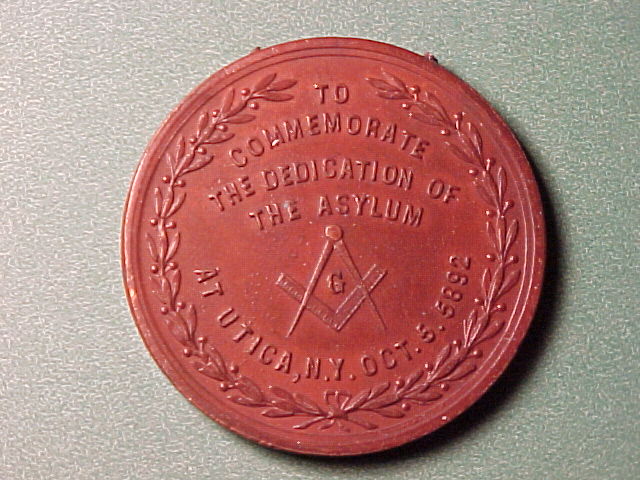 TO
COMMEMORATE
THE DEDICATION OF
THE ASYLUM
G
AT UTICA, N.Y. OCT. 5. 5892